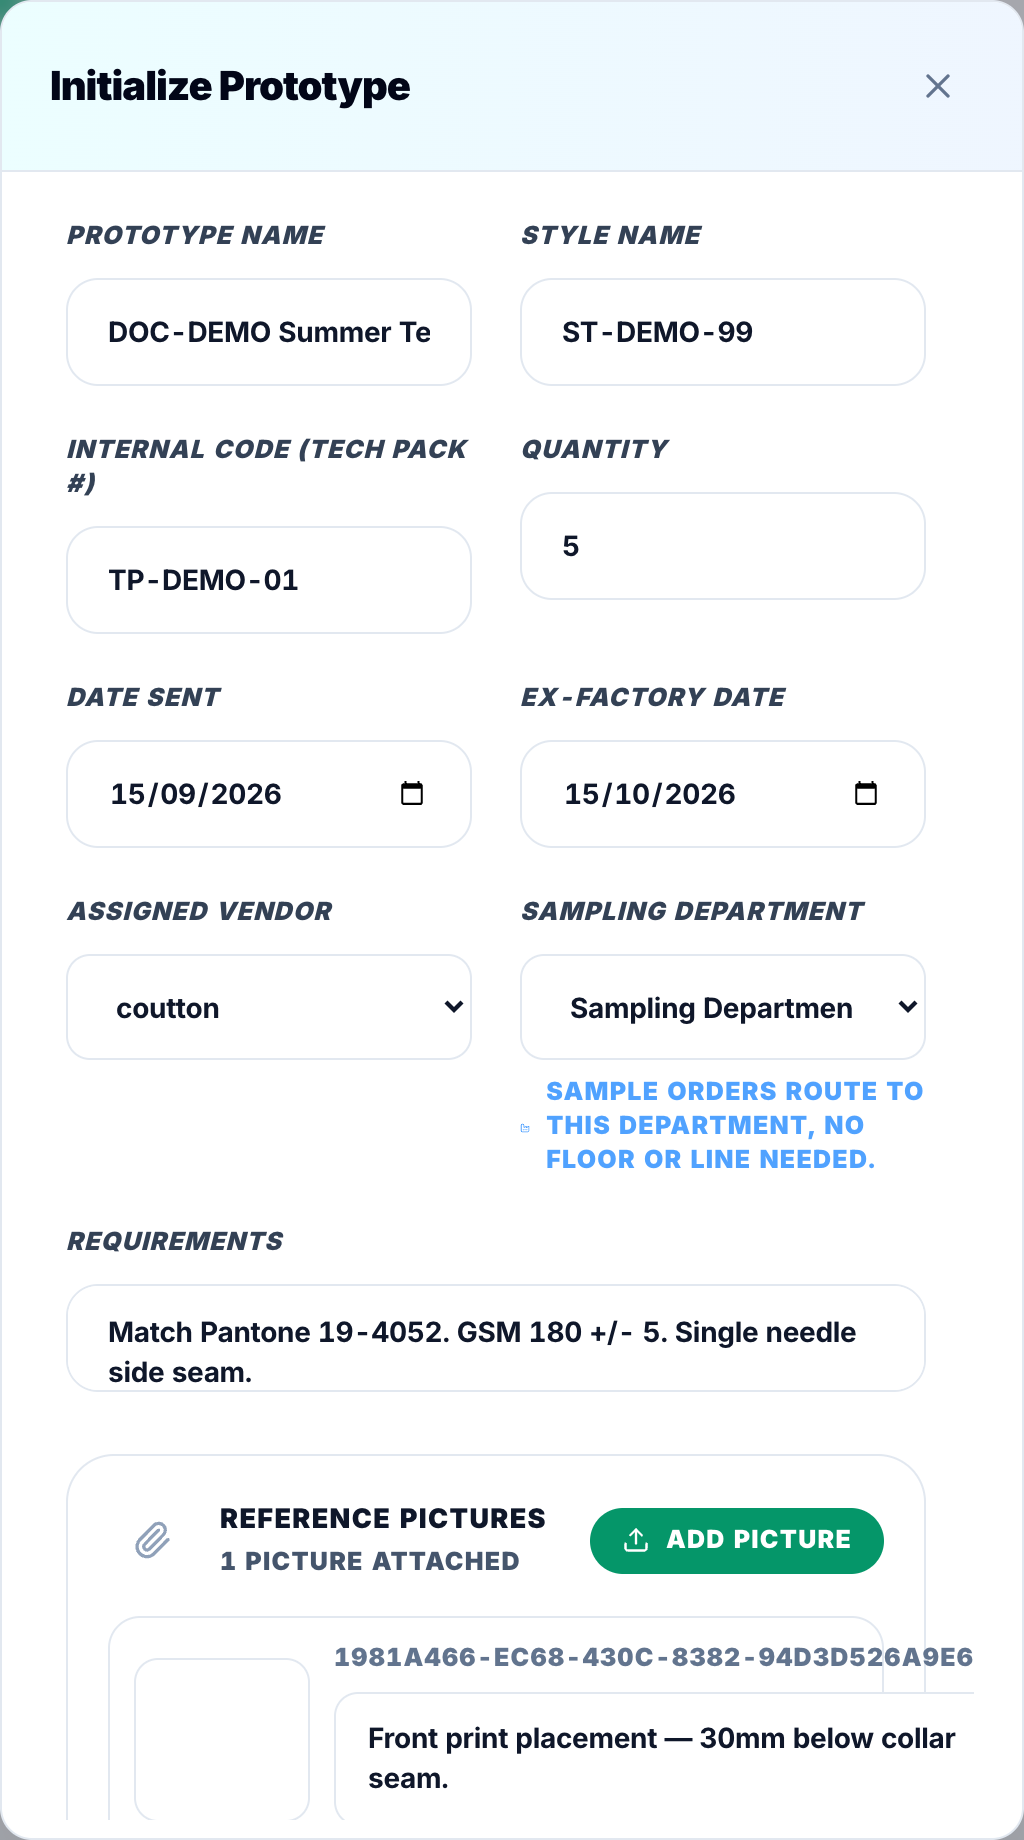 Initialize Prototype
PROTOTYPE NAME
STYLE NAME
DOC-DEMO Summer Te
ST-DEMO-99
INTERNAL CODE (TECH PACK
#)
QUANTITY
TP-DEMO-01
5
DATE SENT
EX-FACTORY DATE
15/09/2026
15/10/2026
ASSIGNED VENDOR
SAMPLING DEPARTMENT
coutton
Sampling Departmen
SAMPLE ORDERS ROUTE TO
THIS DEPARTMENT, NO
FLOOR OR LINE NEEDED.
REQUIREMENTS
Match Pantone 19-4052. GSM 180 +/- 5. Single needle
side seam.
REFERENCE PICTURES
1 PICTURE ATTACHED
ADD PICTURE
1981A466-EC68-430C-8382-94D3D526A9E6
Front print placement — 30mm below collar
seam.